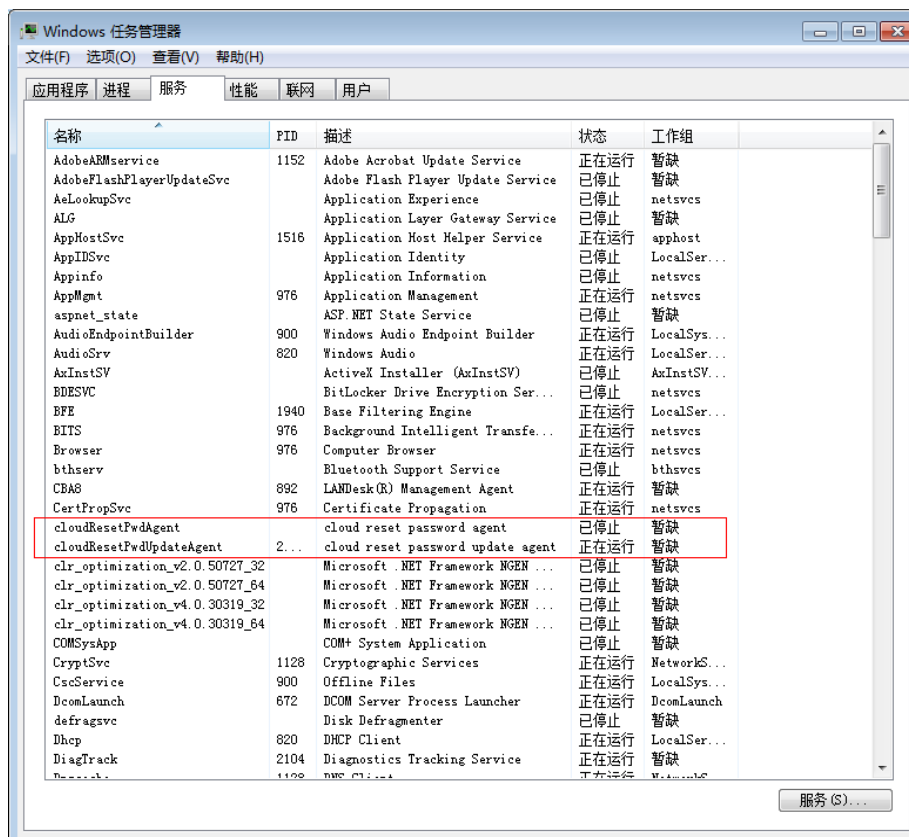 Windows 任务管理器
文件(F) 选项(O) 查看(V) 帮助(H)
应用程序 进程 服务 性能 联网 用户
名称 PID 描述 状态 工作组
AdobeARMservice 1152 Adobe Acrobat Update Service 正在运行 暂缺
AdobeFlashPlayerUpdateSvc Adobe Flash Player Update Service 已停止 暂缺
AeLookupSvc Application Experience 已停止 netsvcs
ALG Application Layer Gateway Service 已停止 暂缺
AppHostSvc 1516 Application Host Helper Service 正在运行 apphost
AppIDSvc Application Identity 已停止 LocalSer...
Appinfo Application Information 已停止 netsvcs
AppMgmt 976 Application Management 正在运行 netsvcs
aspnet_state ASP.NET State Service 已停止 暂缺
AudioEndpointBuilder 900 Windows Audio Endpoint Builder 正在运行 LocalSys...
AudioSrv 820 Windows Audio 正在运行 LocalSer...
AxInstSV ActiveX Installer (AxInstSV) 已停止 AxInstSV...
BDESVC BitLocker Drive Encryption Ser... 已停止 netsvcs
BFE 1940 Base Filtering Engine 正在运行 LocalSer...
BITS 976 Background Intelligent Transfe... 正在运行 netsvcs
Browser 976 Computer Browser 正在运行 netsvcs
bthserv Bluetooth Support Service 已停止 bthsvcs
CBA8 892 LANDesk(R) Management Agent 正在运行 暂缺
CertPropSvc 976 Certificate Propagation 正在运行 netsvcs
cloudResetPwdAgent cloud reset password agent 已停止 暂缺
cloudResetPwdUpdateAgent 2... cloud reset password update agent 正在运行 暂缺
clr_optimization_v2.0.50727_32 Microsoft .NET Framework NGEN ... 已停止 暂缺
clr_optimization_v2.0.50727_64 Microsoft .NET Framework NGEN ... 已停止 暂缺
clr_optimization_v4.0.30319_32 Microsoft .NET Framework NGEN ... 已停止 暂缺
clr_optimization_v4.0.30319_64 Microsoft .NET Framework NGEN ... 已停止 暂缺
COMSysApp COM+ System Application 已停止 暂缺
CryptSvc 1128 Cryptographic Services 正在运行 NetworkS...
CscService 900 Offline Files 正在运行 LocalSys...
DcomLaunch 672 DCOM Server Process Launcher 正在运行 DcomLaunch
defragsvc Disk Defragmenter 已停止 暂缺
Dhcp 820 DHCP Client 正在运行 LocalSer...
DiagTrack 2104 Diagnostics Tracking Service 正在运行 暂缺
服务(S)...